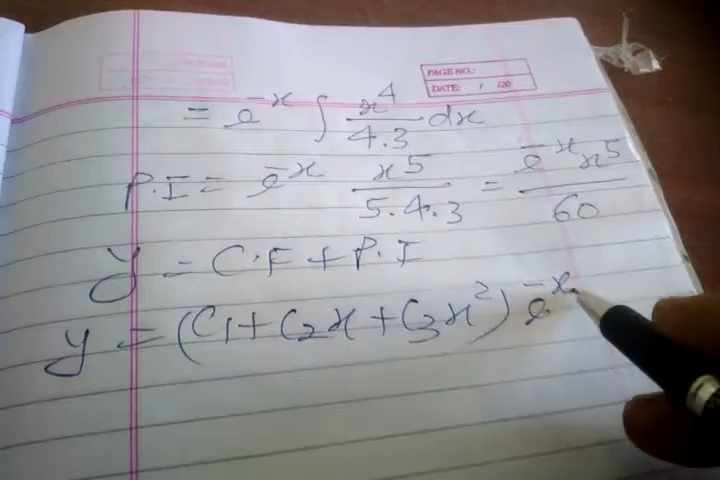 PAGE NO.:
DATE: / /20
= e^-x ∫ x^4/4.3 dx
P.I = e^-x x^5/5.4.3 = e^-x x^5/60
y = C.F + P.I
y = (C1 + C2x + C3x^2) e^-x